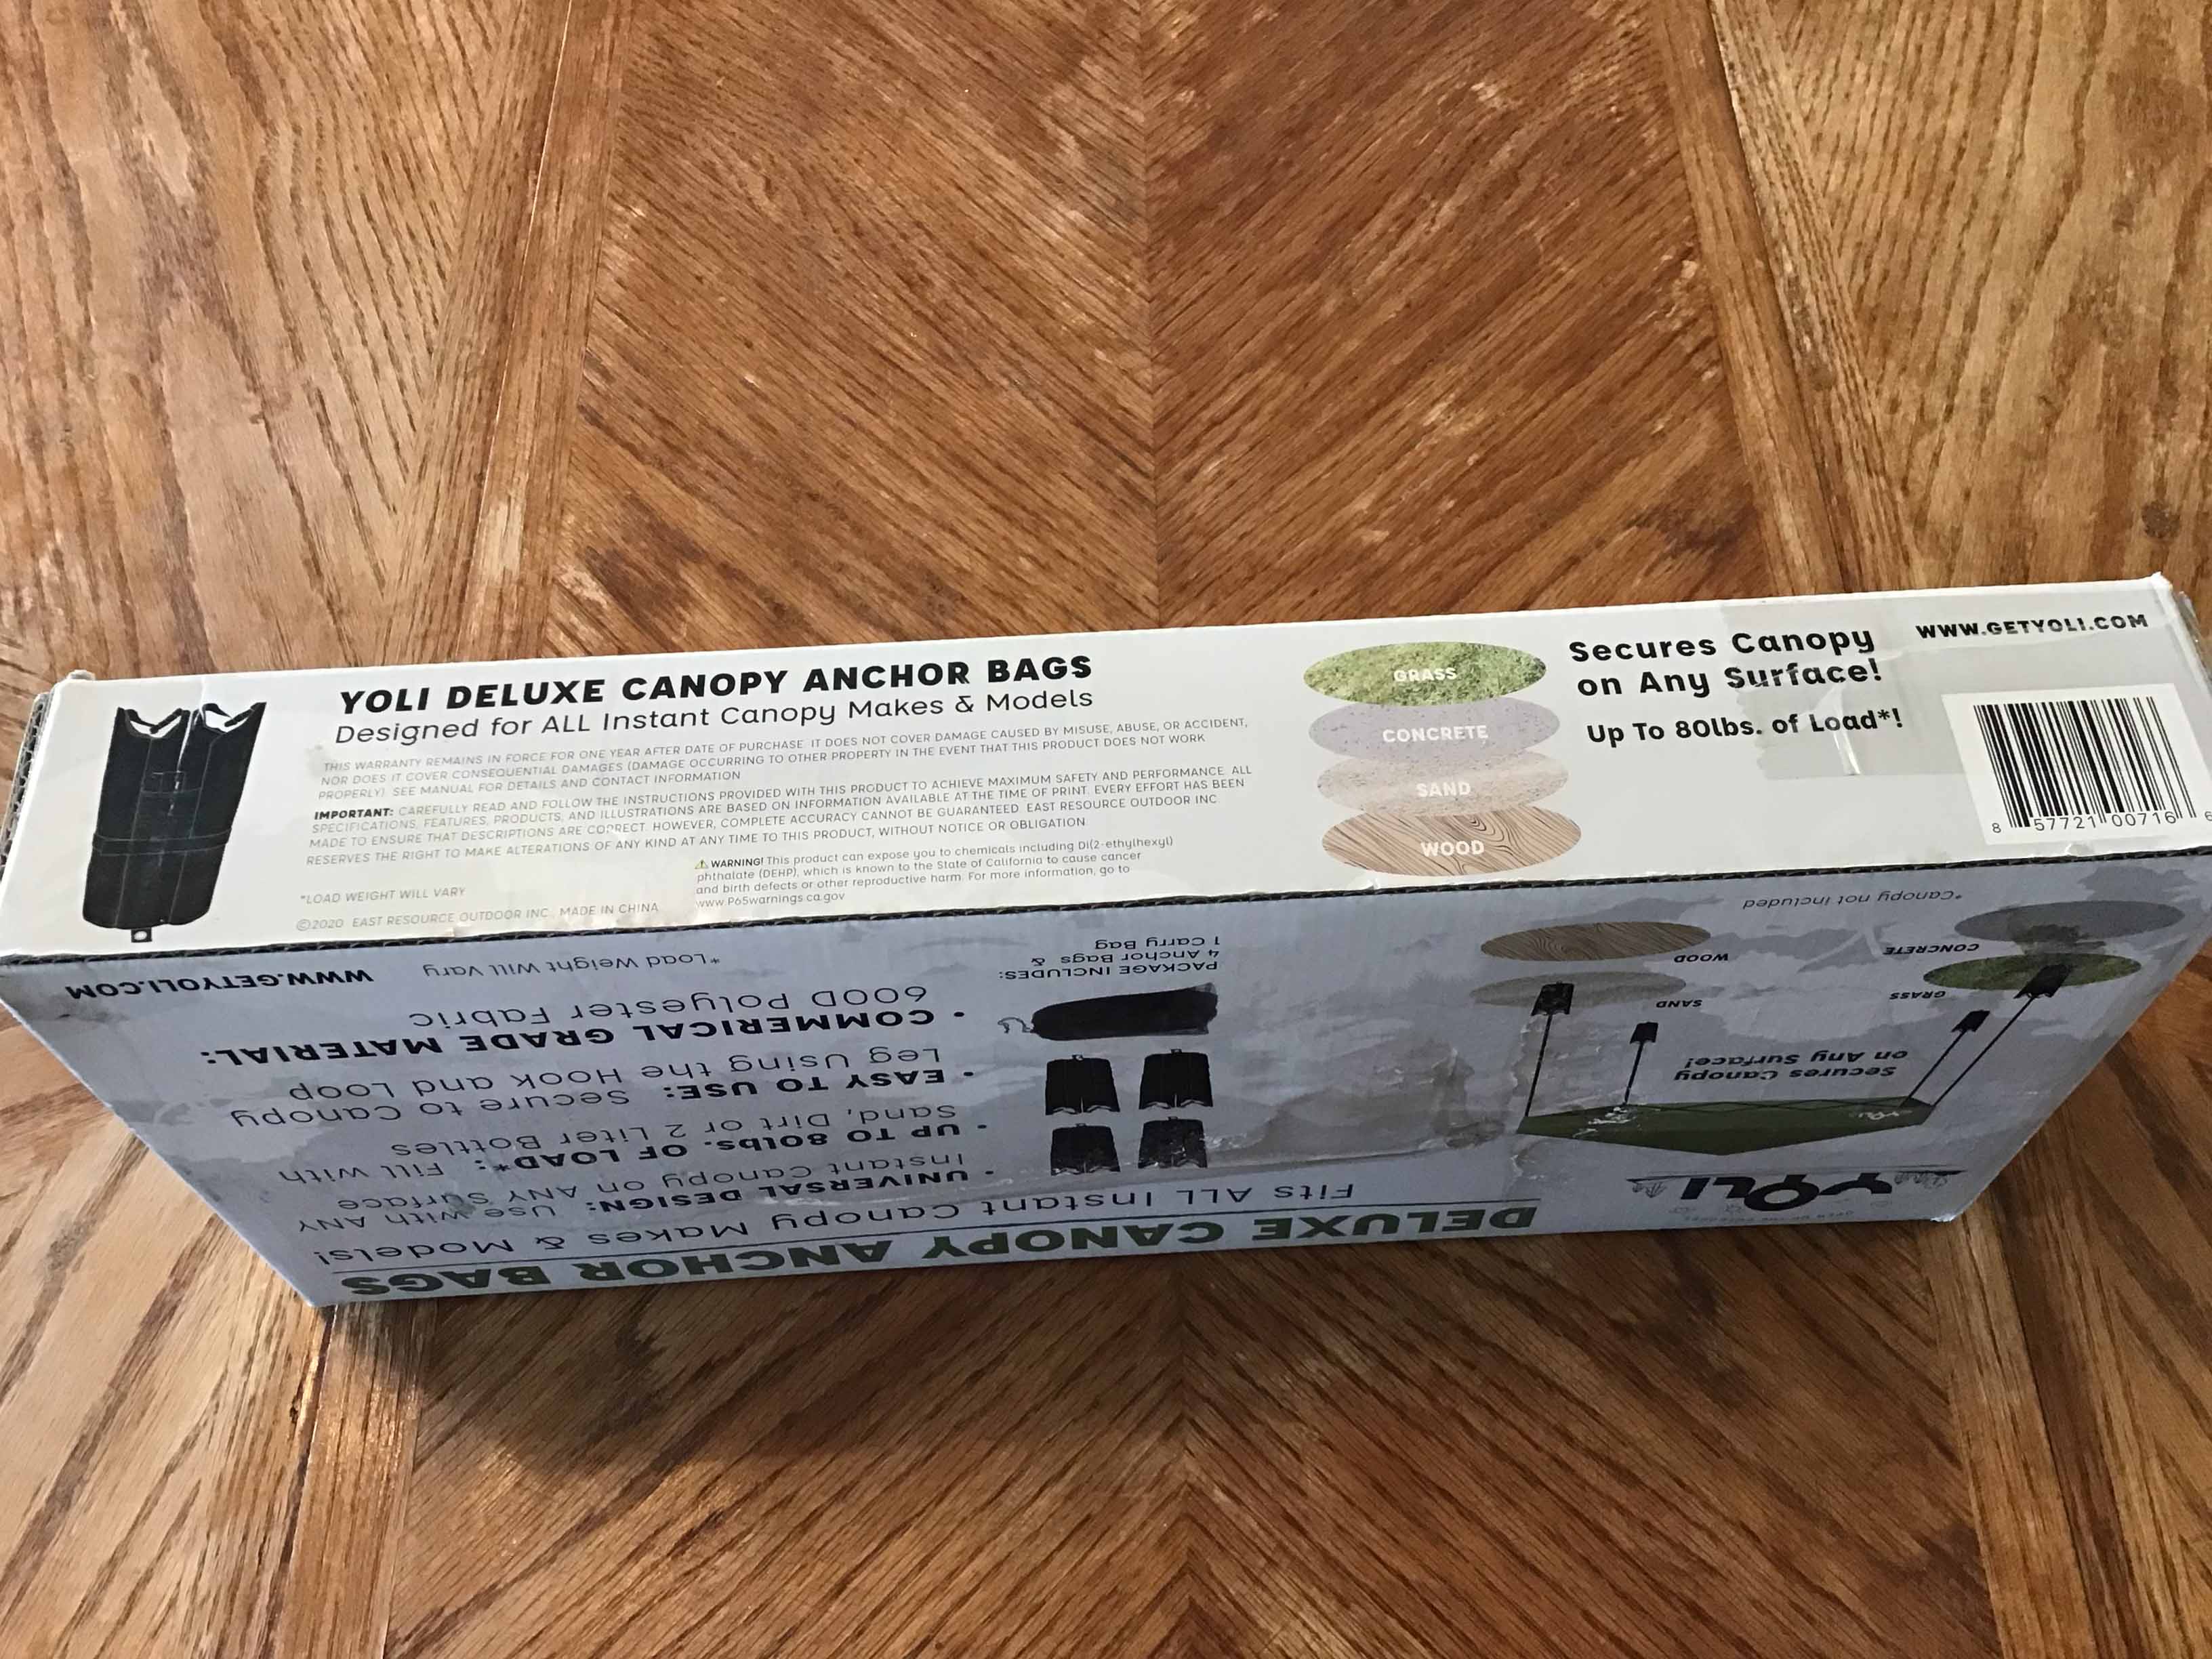 YOLI DELUXE CANOPY ANCHOR BAGS
Designed for ALL Instant Canopy Makes & Models
THIS WARRANTY REMAINS IN FORCE FOR ONE YEAR AFTER DATE OF PURCHASE. IT DOES NOT COVER DAMAGE CAUSED BY MISUSE, ABUSE, OR ACCIDENT,
NOR DOES IT COVER CONSEQUENTIAL DAMAGES (DAMAGE OCCURRING TO OTHER PROPERTY IN THE EVENT THAT THIS PRODUCT DOES NOT WORK
PROPERLY). SEE MANUAL FOR DETAILS AND CONTACT INFORMATION
IMPORTANT: CAREFULLY READ AND FOLLOW THE INSTRUCTIONS PROVIDED WITH THIS PRODUCT TO ACHIEVE MAXIMUM SAFETY AND PERFORMANCE. ALL
SPECIFICATIONS, FEATURES, PRODUCTS, AND ILLUSTRATIONS ARE BASED ON INFORMATION AVAILABLE AT THE TIME OF PRINT. EVERY EFFORT HAS BEEN
MADE TO ENSURE THAT DESCRIPTIONS ARE CORRECT. HOWEVER, COMPLETE ACCURACY CANNOT BE GUARANTEED. EAST RESOURCE OUTDOOR INC.
RESERVES THE RIGHT TO MAKE ALTERATIONS OF ANY KIND AT ANY TIME TO THIS PRODUCT, WITHOUT NOTICE OR OBLIGATION
⚠ WARNING! This product can expose you to chemicals including Di(2-ethylhexyl)
phthalate (DEHP), which is known to the State of California to cause cancer
and birth defects or other reproductive harm. For more information, go to
www.P65warnings.ca.gov
*LOAD WEIGHT WILL VARY
©2020 EAST RESOURCE OUTDOOR INC., MADE IN CHINA
GRASS
CONCRETE
SAND
WOOD
Secures Canopy
on Any Surface!
Up To 80lbs. of Load*!
WWW.GETYOLI.COM
8 57721 00716 6
YOLI
DELUXE CANOPY ANCHOR BAGS
Fits ALL Instant Canopy Makes & Models!
• UNIVERSAL DESIGN: Use with ANY
Instant Canopy on ANY Surface
• UP TO 80lbs. OF LOAD*: Fill with
Sand, Dirt or 2 Liter Bottles
• EASY TO USE: Secure to Canopy
Leg Using the Hook and Loop
• COMMERICAL GRADE MATERIAL:
600D Polyester Fabric
*Load Weight Will Vary
WWW.GETYOLI.COM
PACKAGE INCLUDES:
4 Anchor Bags &
1 Carry Bag
YOLI
Secures Canopy
on Any Surface!
GRASS
SAND
CONCRETE
WOOD
*Canopy not included